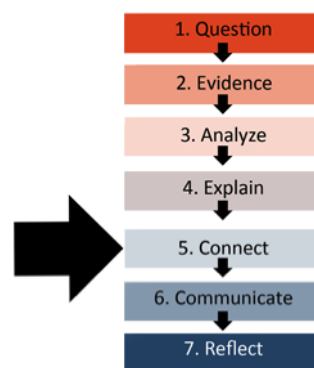 1. Question
2. Evidence
3. Analyze
4. Explain
5. Connect
6. Communicate
7. Reflect